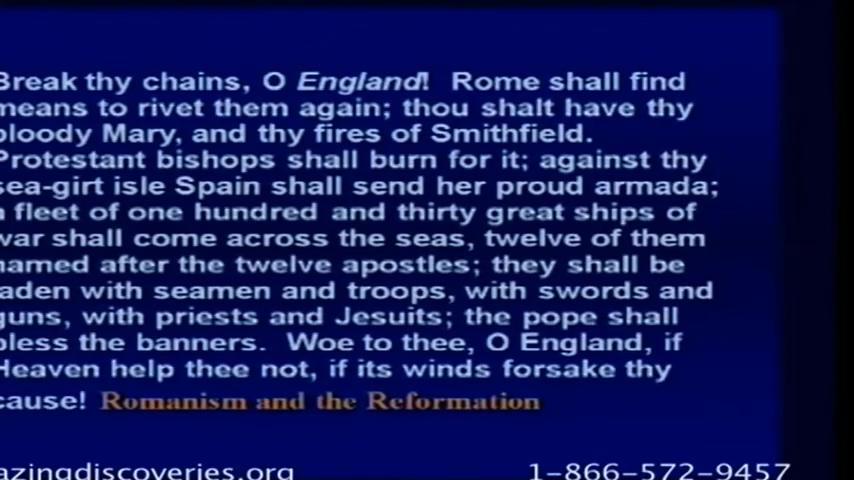 Break thy chains, O England! Rome shall find
means to rivet them again; thou shalt have thy
bloody Mary, and thy fires of Smithfield.
Protestant bishops shall burn for it; against thy
sea-girt isle Spain shall send her proud armada;
a fleet of one hundred and thirty great ships of
war shall come across the seas, twelve of them
named after the twelve apostles; they shall be
laden with seamen and troops, with swords and
guns, with priests and Jesuits; the pope shall
bless the banners. Woe to thee, O England, if
Heaven help thee not, if its winds forsake thy
cause! Romanism and the Reformation
azingdiscoveries.org 1-866-572-9457